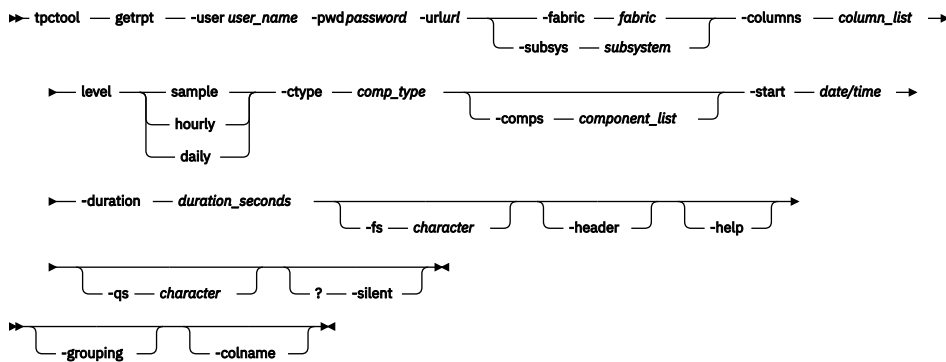 tpctool getrpt -user user_name -pwd password -url url -fabric fabric -columns column_list
-subsys subsystem
level sample -ctype comp_type -start date/time
hourly -comps component_list
daily
-duration duration_seconds
-fs character -header -help
-qs character ? -silent
-grouping -colname